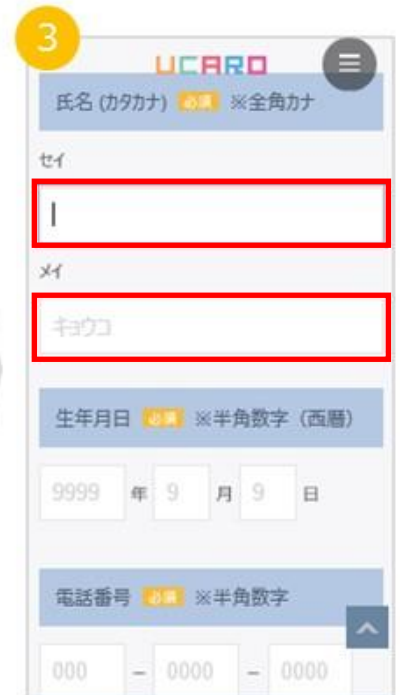 3
UCARO
氏名 (カタカナ) 必須 ※全角カナ
セイ
メイ
キョウコ
生年月日 必須 ※半角数字（西暦）
9999 年 9 月 9 日
電話番号 必須 ※半角数字
000 - 0000 - 0000